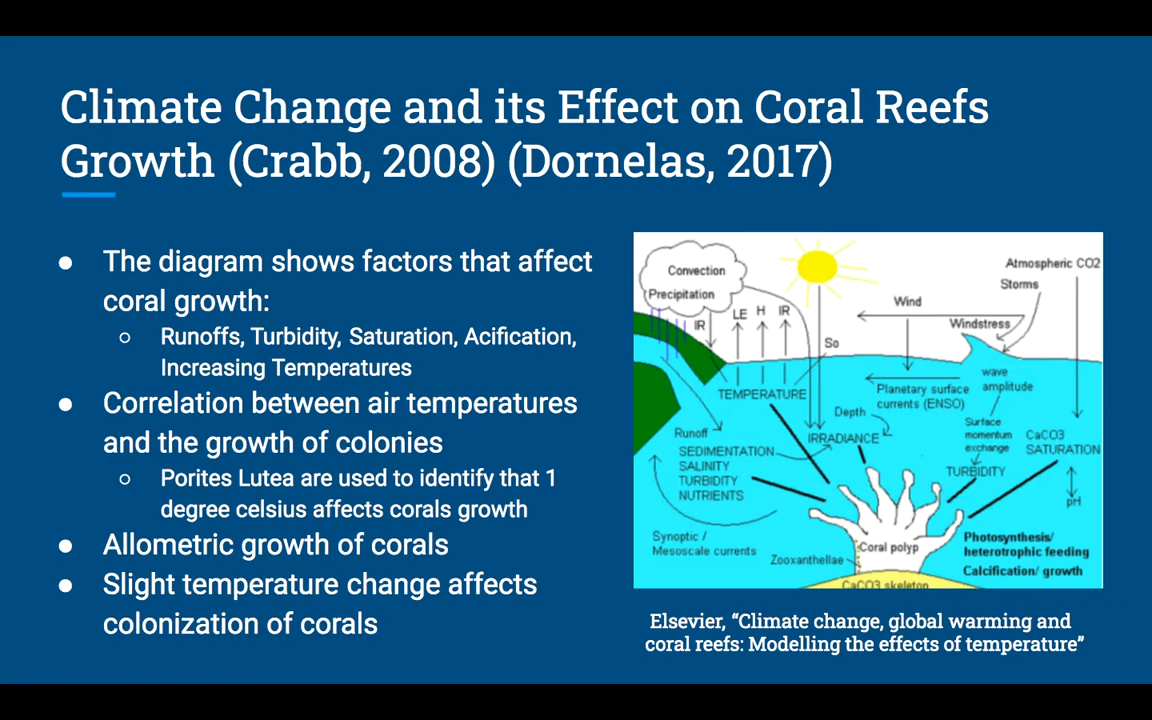 Climate Change and its Effect on Coral Reefs
Growth (Crabb, 2008) (Dornelas, 2017)
● The diagram shows factors that affect
coral growth:
○ Runoffs, Turbidity, Saturation, Acification,
Increasing Temperatures
● Correlation between air temperatures
and the growth of colonies
○ Porites Lutea are used to identify that 1
degree celsius affects corals growth
● Allometric growth of corals
● Slight temperature change affects
colonization of corals
Convection
Precipitation
IR
LE
H
IR
So
Wind
Atmospheric CO2
Storms
Windstress
wave
amplitude
TEMPERATURE
Planetary surface
currents (ENSO)
Depth
IRRADIANCE
Surface
momentum
exchange
TURBIDITY
CaCO3
SATURATION
pH
Runoff
SEDIMENTATION
SALINITY
TURBIDITY
NUTRIENTS
Synoptic /
Mesoscale currents
Zooxanthellae
Coral polyp
CaCO3 skeleton
Photosynthesis/
heterotrophic feeding
Calcification/ growth
Elsevier, “Climate change, global warming and
coral reefs: Modelling the effects of temperature”